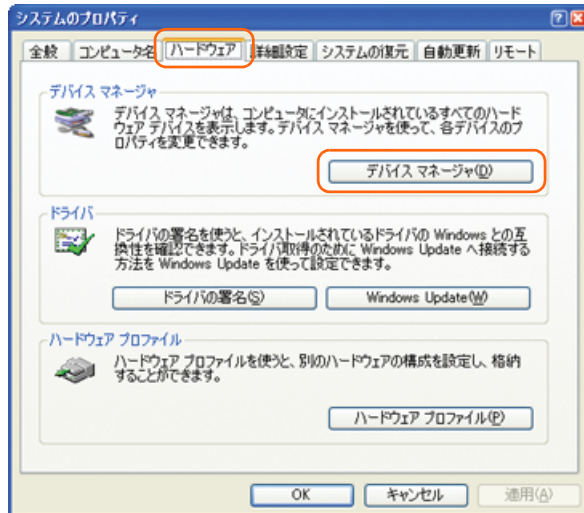 システムのプロパティ
全般 コンピュータ名 ハードウェア 詳細設定 システムの復元 自動更新 リモート
デバイス マネージャ
デバイス マネージャは、コンピュータにインストールされているすべてのハード
ウェア デバイスを表示します。デバイス マネージャを使って、各デバイスのプ
ロパティを変更できます。
デバイス マネージャ(D)
ドライバ
ドライバの署名を使うと、インストールされているドライバの Windows との互
換性を確認できます。ドライバ取得のために Windows Update へ接続する
方法を Windows Update を使って設定できます。
ドライバの署名(S) Windows Update(W)
ハードウェア プロファイル
ハードウェア プロファイルを使うと、別のハードウェアの構成を設定し、格納
することができます。
ハードウェア プロファイル(P)
OK キャンセル 適用(A)